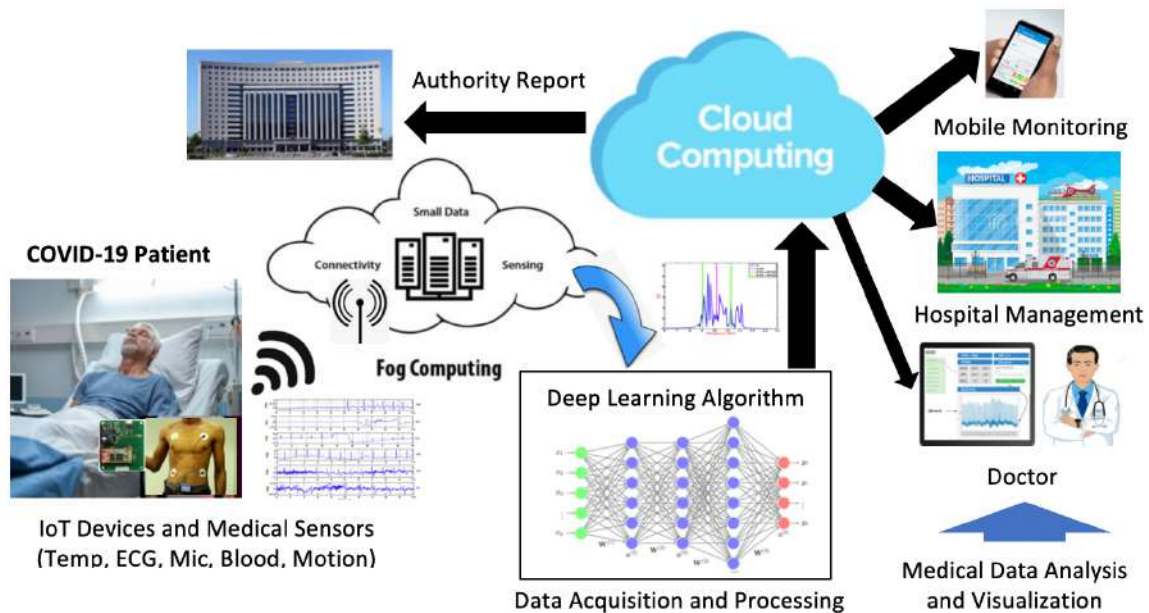 Authority Report
Cloud
Computing
Mobile Monitoring
HOSPITAL
Hospital Management
Small Data
Connectivity
Sensing
Fog Computing
COVID-19 Patient
IoT Devices and Medical Sensors
(Temp, ECG, Mic, Blood, Motion)
Deep Learning Algorithm
Data Acquisition and Processing
Doctor
Medical Data Analysis
and Visualization